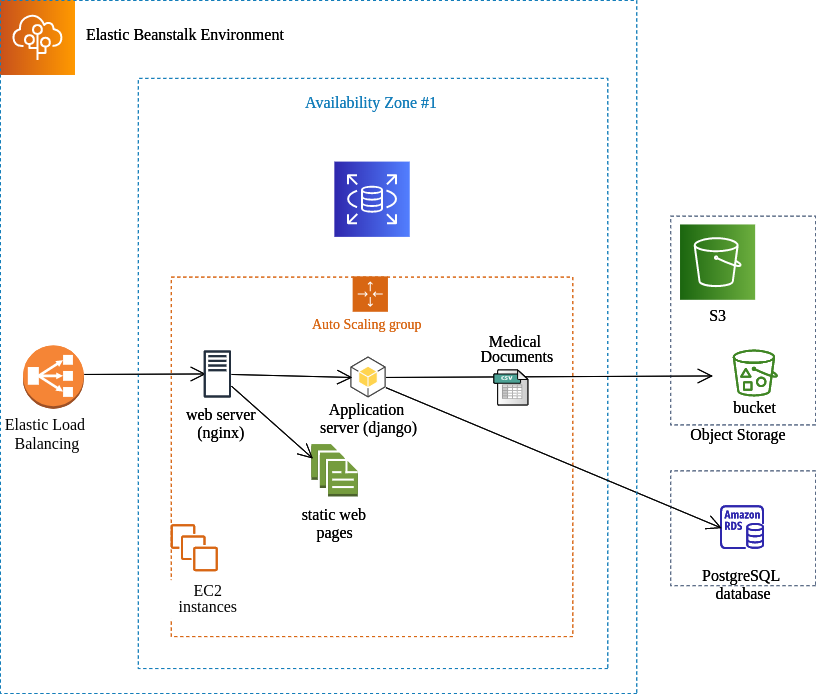 Elastic Beanstalk Environment
Availability Zone #1
Auto Scaling group
S3
Medical
Documents
CSV
bucket
Object Storage
Elastic Load
Balancing
web server
(nginx)
Application
server (django)
static web
pages
Amazon
RDS
PostgreSQL
database
EC2
instances